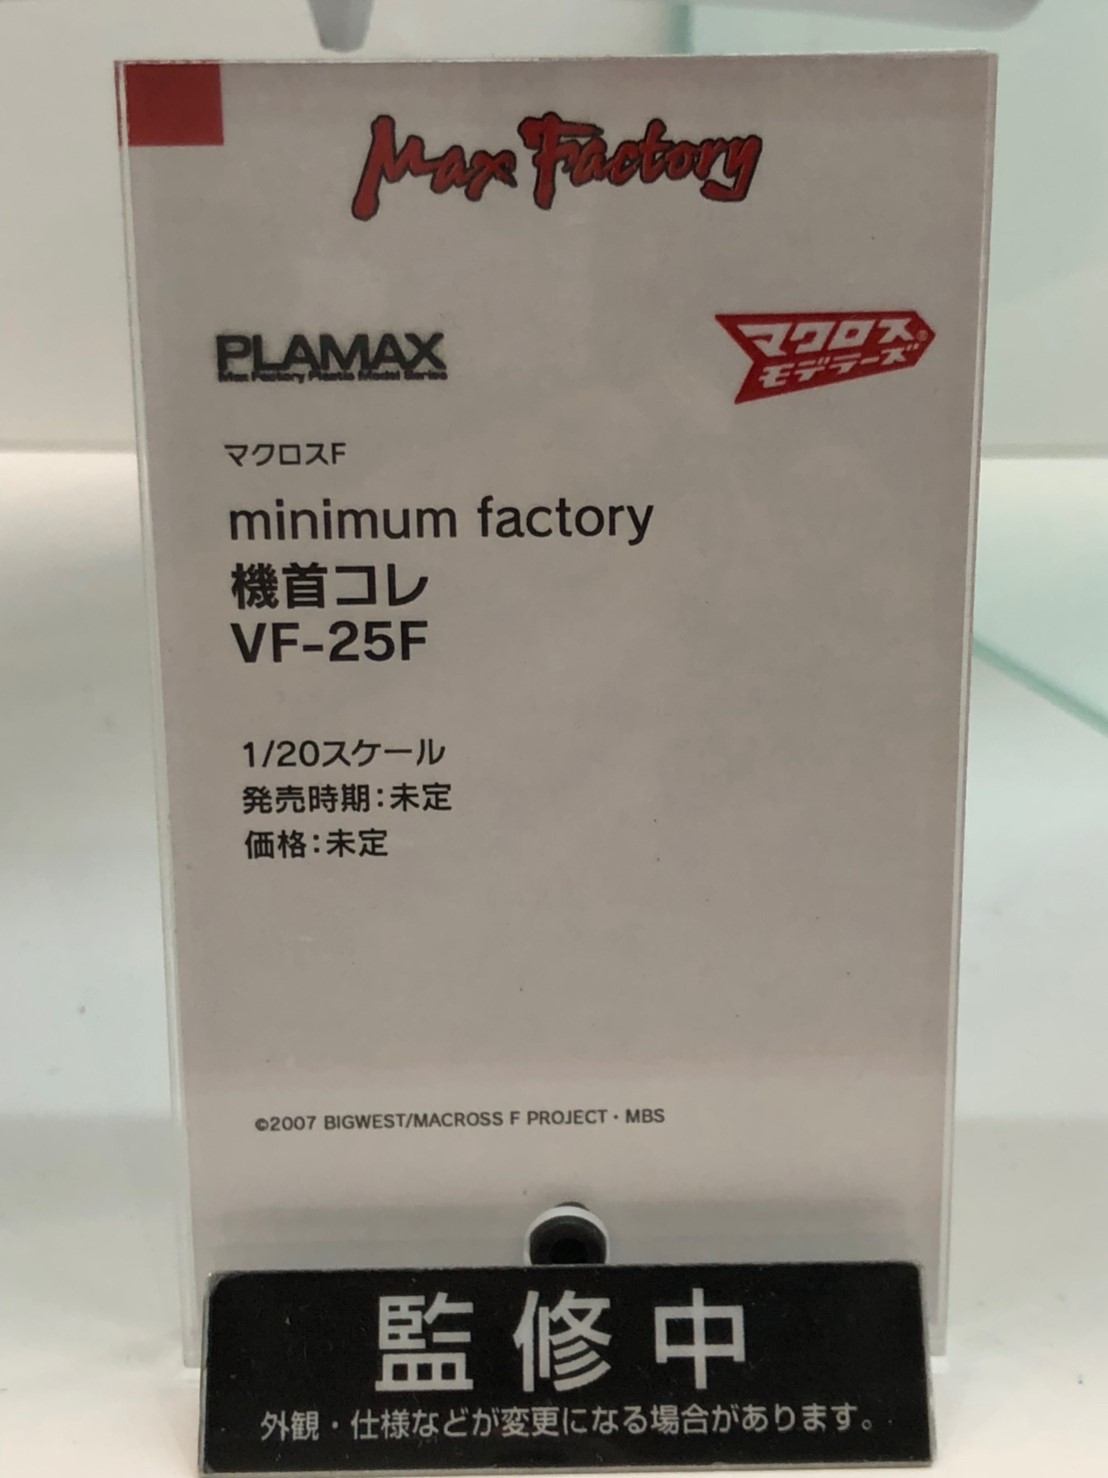 Max Factory
PLAMAX
Max Factory Plastic Model Series
マクロス®
モデラーズ
マクロスF
minimum factory
機首コレ
VF-25F
1/20スケール
発売時期：未定
価格：未定
©2007 BIGWEST/MACROSS F PROJECT・MBS
監修中
外観・仕様などが変更になる場合があります。